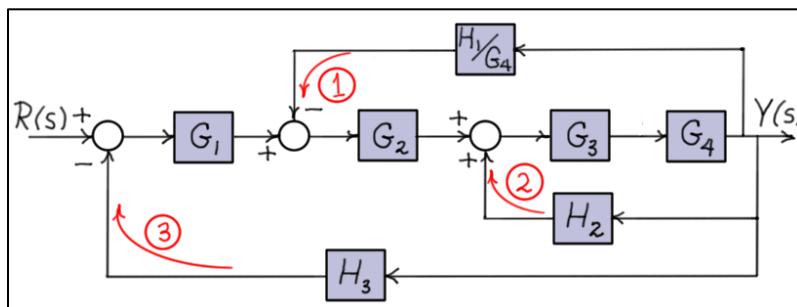 H₁/G₄
①
R(s) + - G₁ + - G₂ + + G₃ G₄ Y(s)
②
H₂
③
H₃